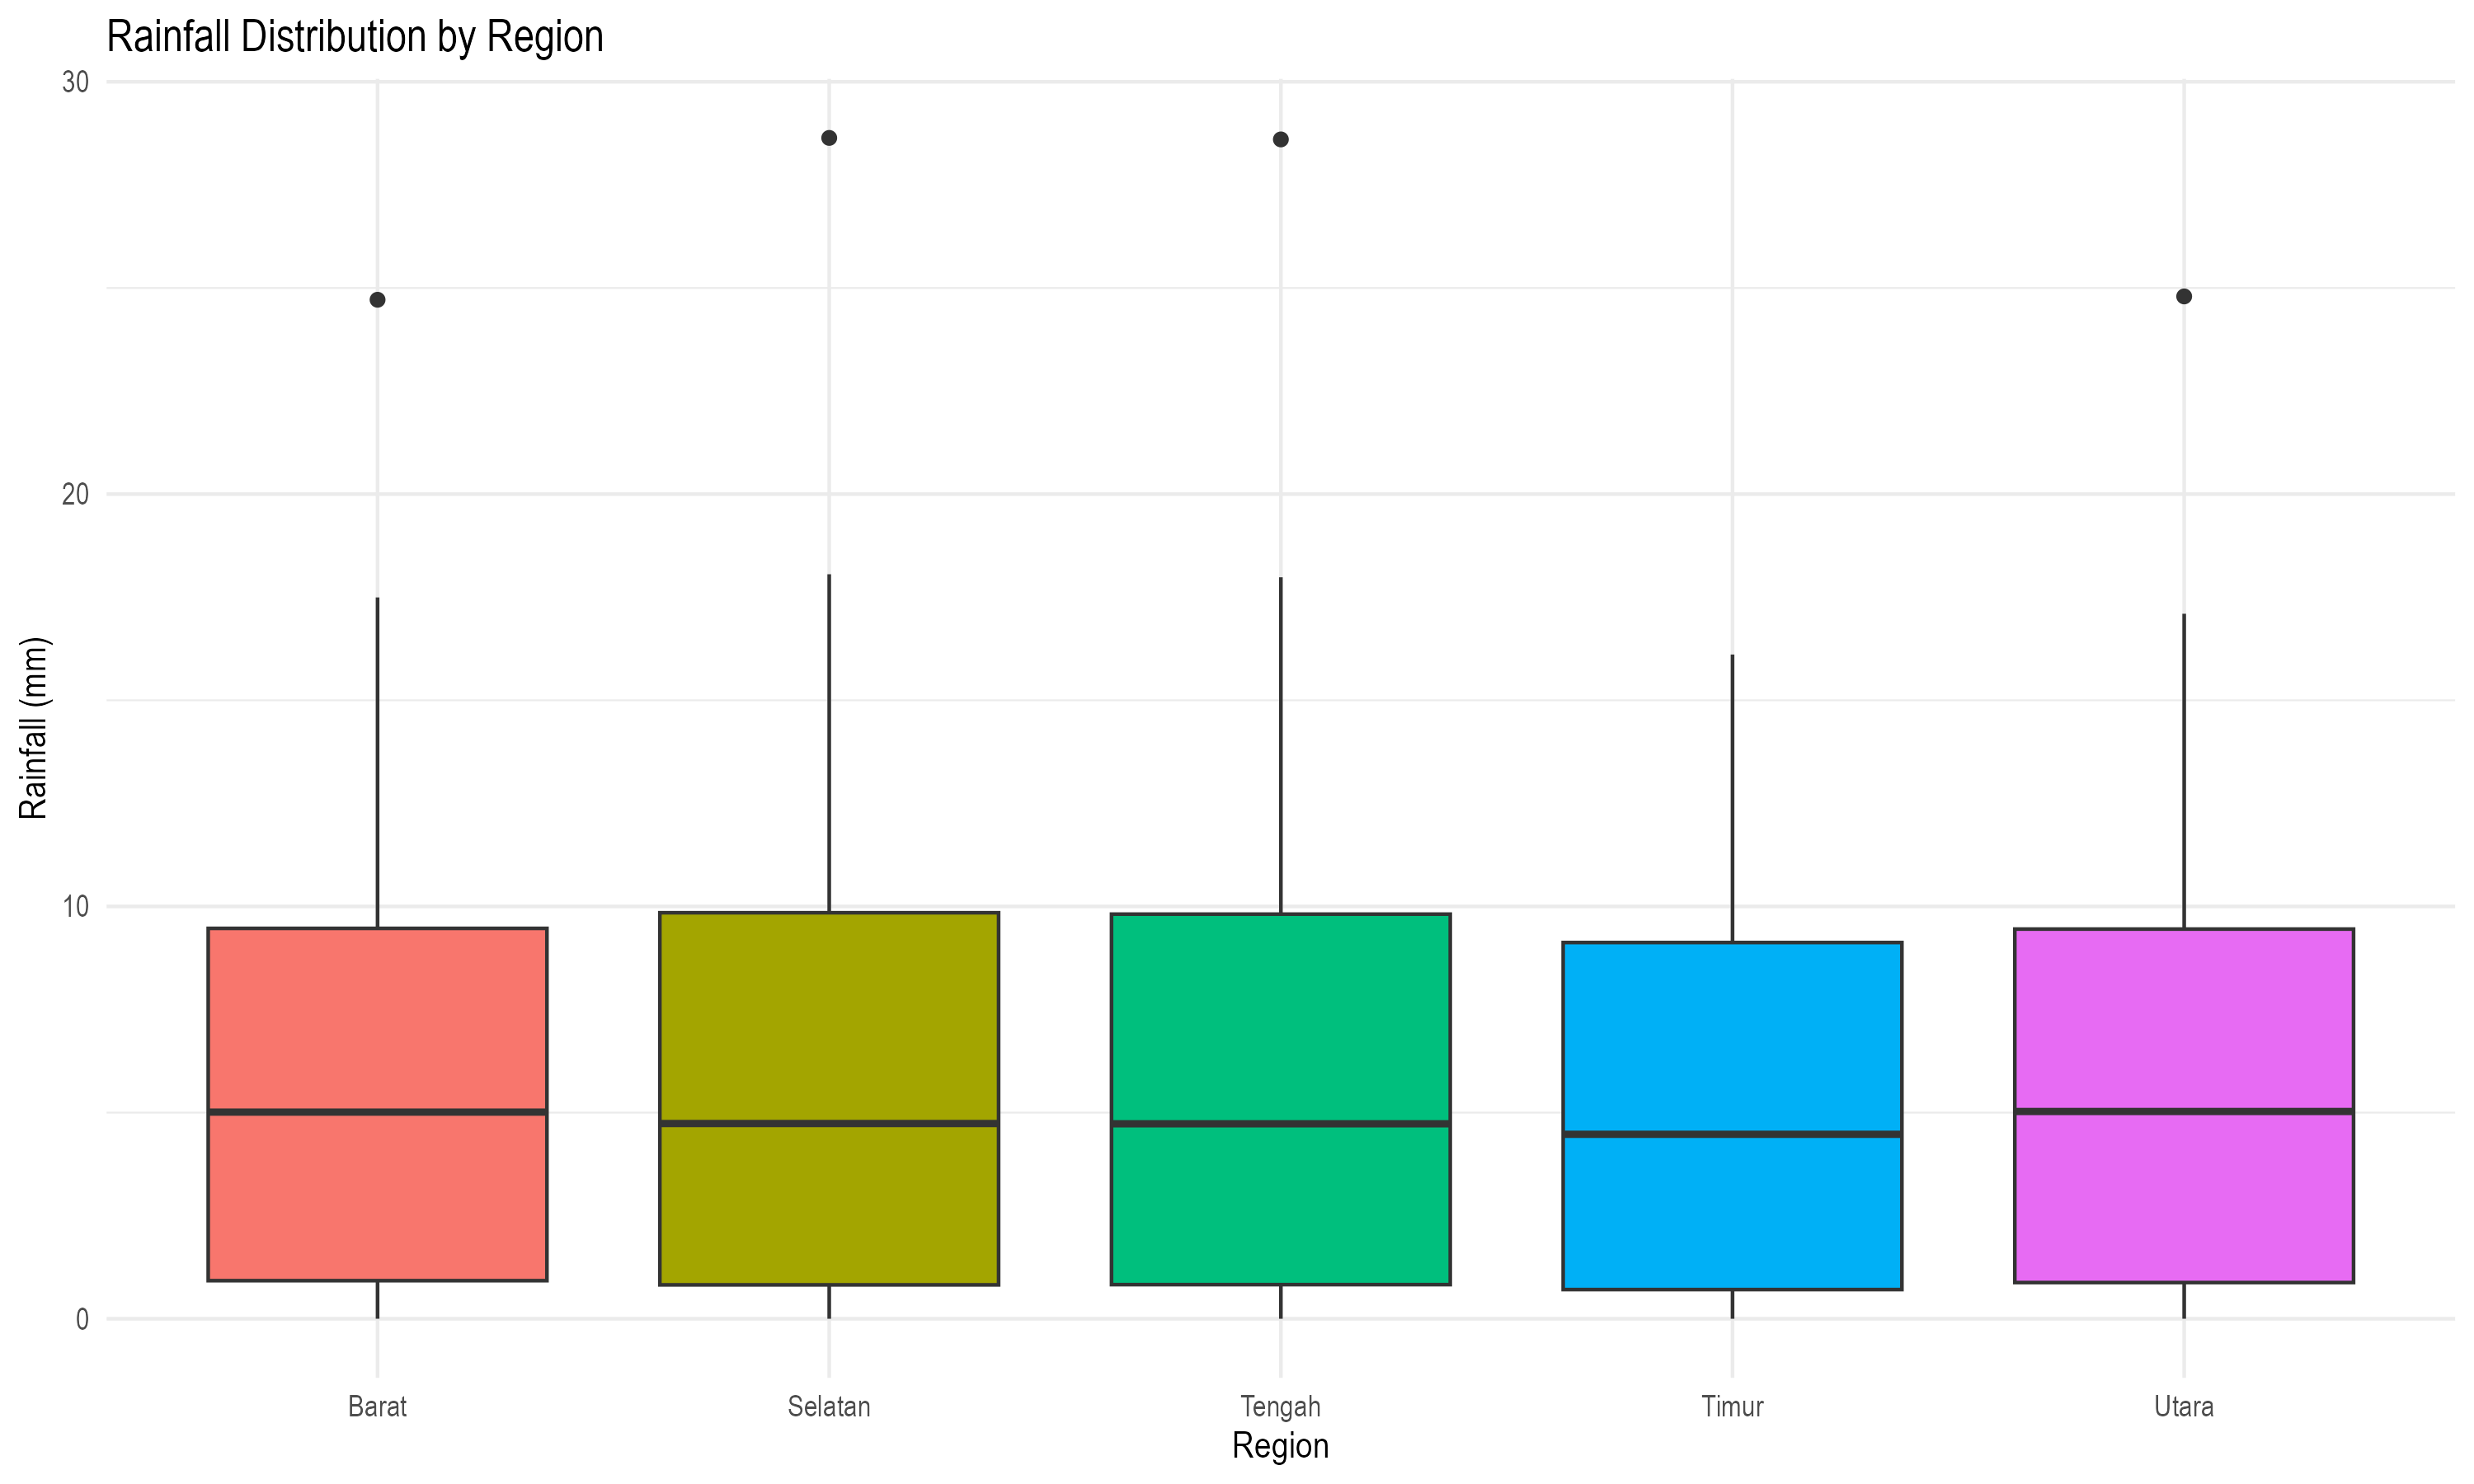 Rainfall Distribution by Region
30
20
10
0
Rainfall (mm)
Barat
Selatan
Tengah
Timur
Utara
Region